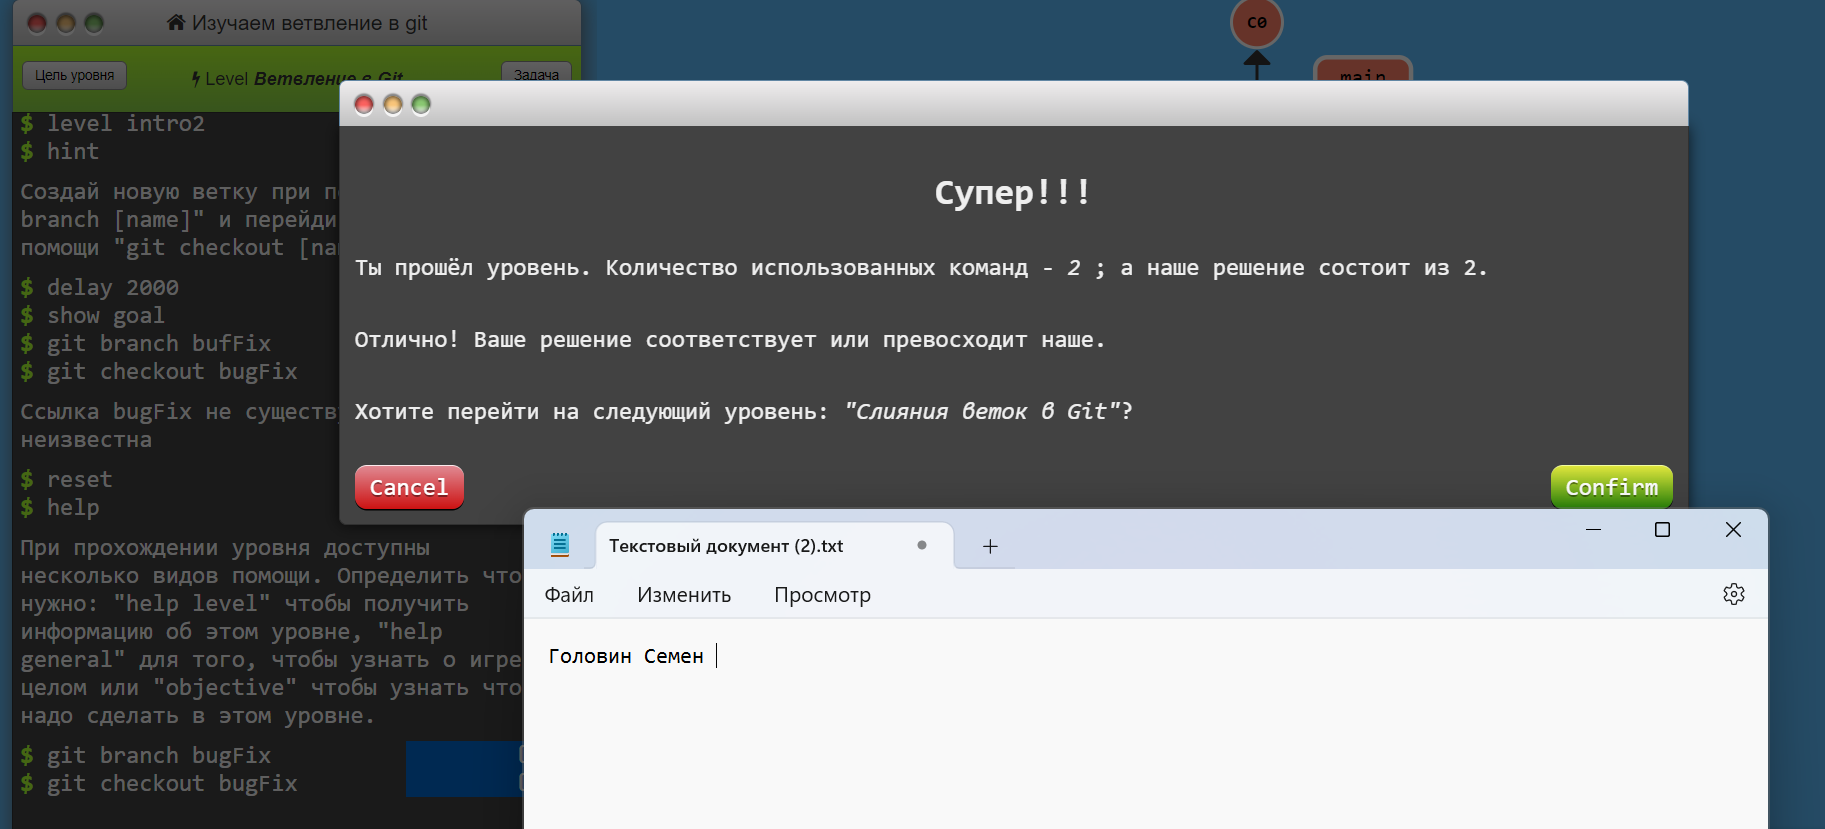 Изучаем ветвление в git
C0
Цель уровня
Level Ветвление в Git
Задача
main
$ level intro2
$ hint
Создай новую ветку при
branch [name]" и перейди
помощи "git checkout
$ delay 2000
$ show goal
$ git branch bufFix
$ git checkout bugFix
Ссылка bugFix не
неизвестна
$ reset
$ help
При прохождении уровня доступны
несколько видов помощи. Определить что
нужно: "help level" чтобы получить
информацию об этом уровне, "help
general" для того, чтобы узнать о игре
целом или "objective" чтобы узнать что
надо сделать в этом уровне.
$ git branch bugFix
$ git checkout bugFix
Супер!!!
Ты прошёл уровень. Количество использованных команд - 2 ; а наше решение состоит из 2.
Отлично! Ваше решение соответствует или превосходит наше.
Хотите перейти на следующий уровень: "Слияния веток в Git"?
Cancel
Confirm
Текстовый документ (2).txt
Файл
Изменить
Просмотр
Головин Семен